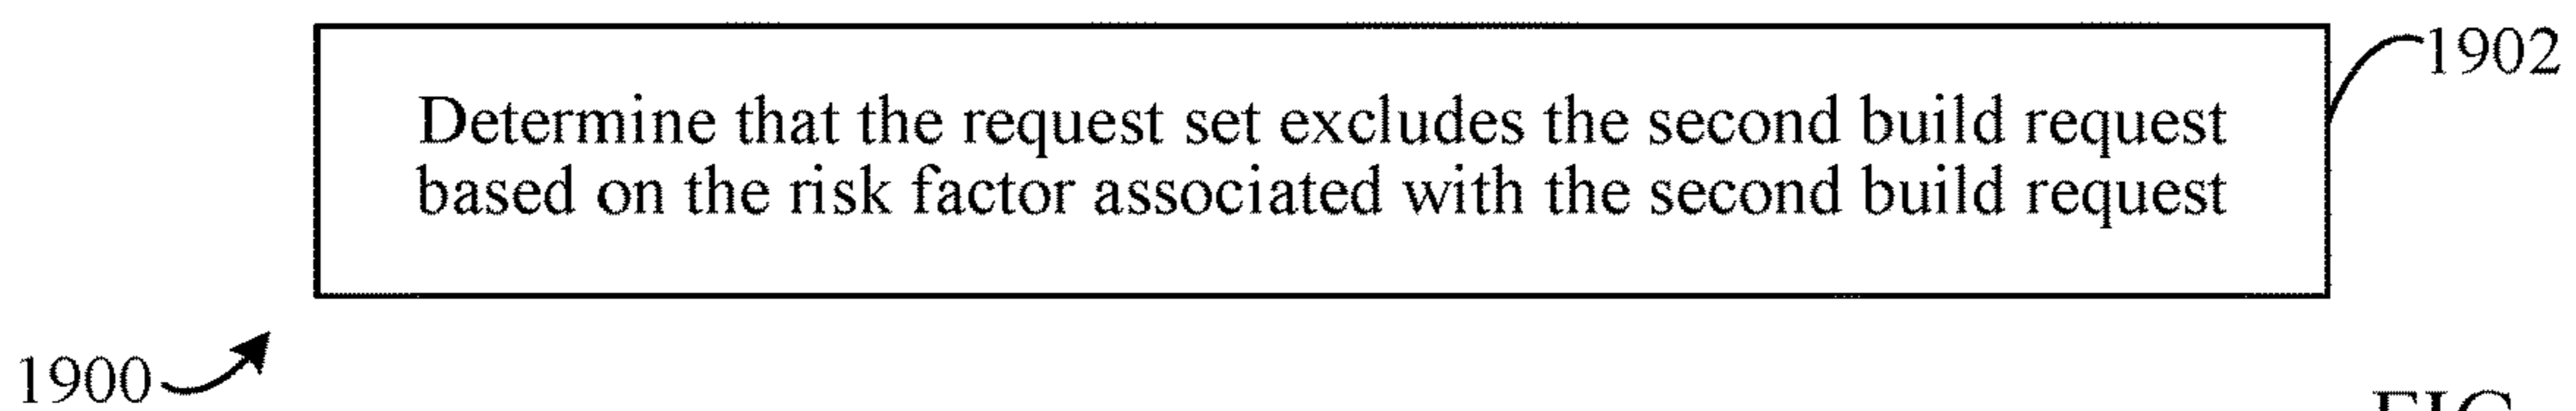 1902
Determine that the request set excludes the second build request
based on the risk factor associated with the second build request
1900
FIG